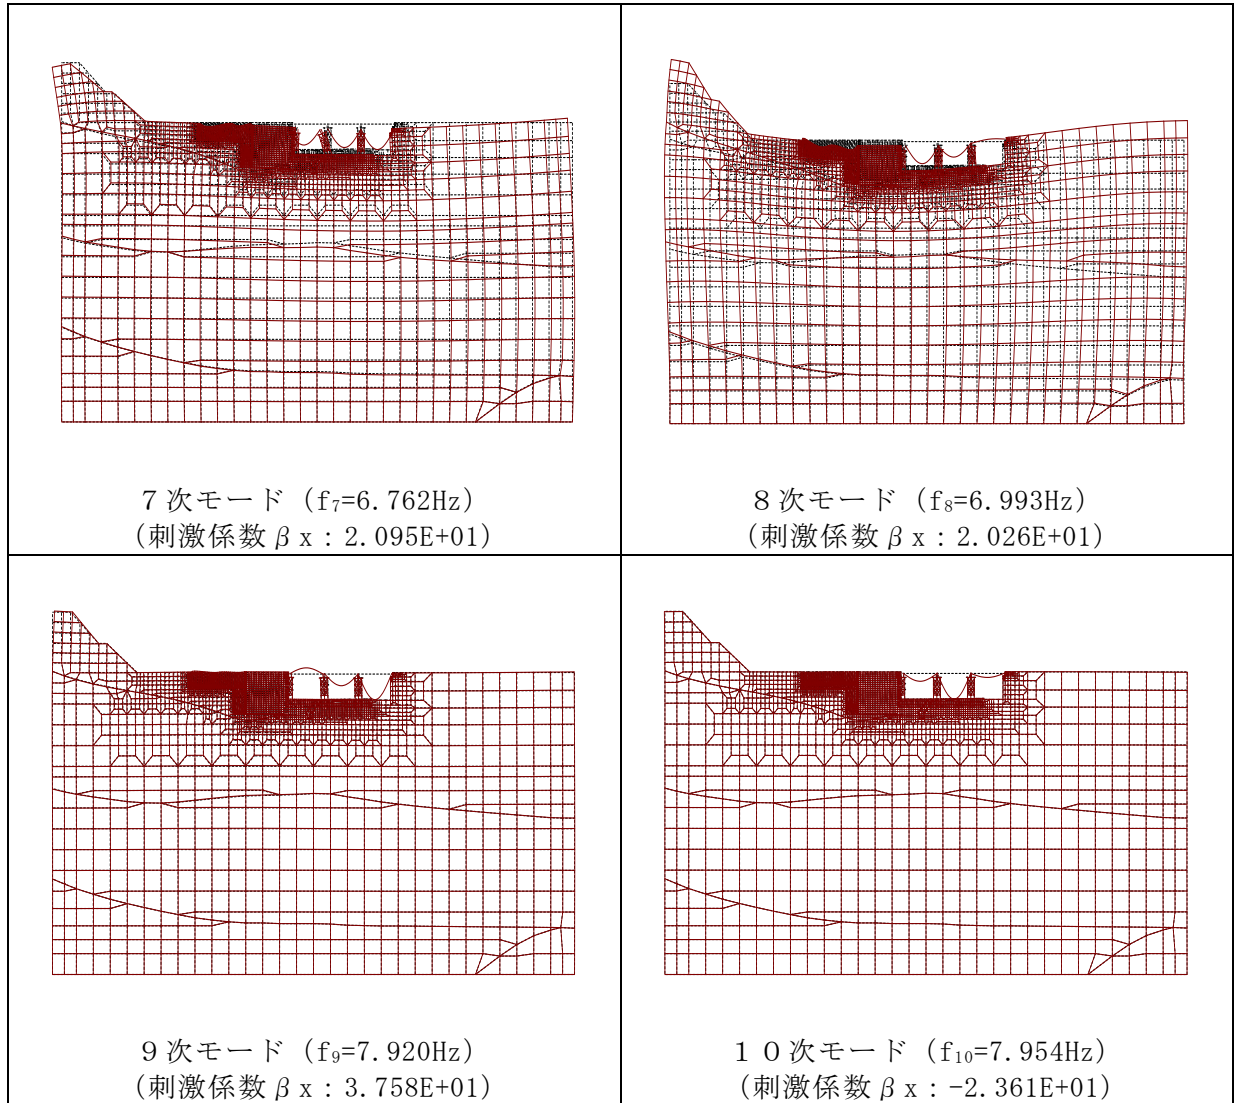 ７次モード（f₇=6.762Hz）
（刺激係数βx：2.095E+01）
８次モード（f₈=6.993Hz）
（刺激係数βx：2.026E+01）
９次モード（f₉=7.920Hz）
（刺激係数βx：3.758E+01）
１０次モード（f₁₀=7.954Hz）
（刺激係数βx：-2.361E+01）